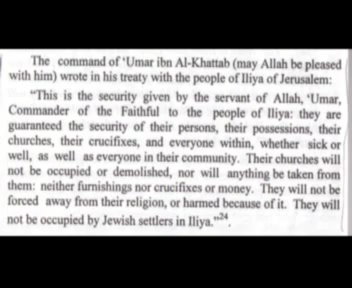 The command of ‘Umar ibn Al-Khattab (may Allah be pleased
with him) wrote in his treaty with the people of Iliya of Jerusalem:
“This is the security given by the servant of Allah, ‘Umar,
Commander of the Faithful to the people of Iliya: they are
guaranteed the security of their persons, their possessions, their
churches, their crucifixes, and everyone within, whether sick or
well, as well as everyone in their community. Their churches will
not be occupied or demolished, nor will anything be taken from
them: neither furnishings nor crucifixes or money. They will not be
forced away from their religion, or harmed because of it. They will
not be occupied by Jewish settlers in Iliya.”24.